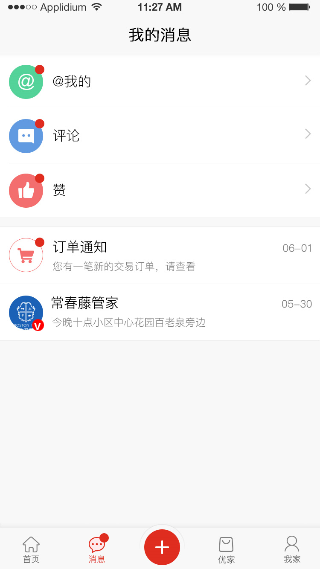 Applidium 11:27 AM 100 %
我的消息
@我的
评论
赞
订单通知 06-01
您有一笔新的交易订单，请查看
常春藤管家 05-30
今晚十点小区中心花园百老泉旁边
首页 消息 优家 我家